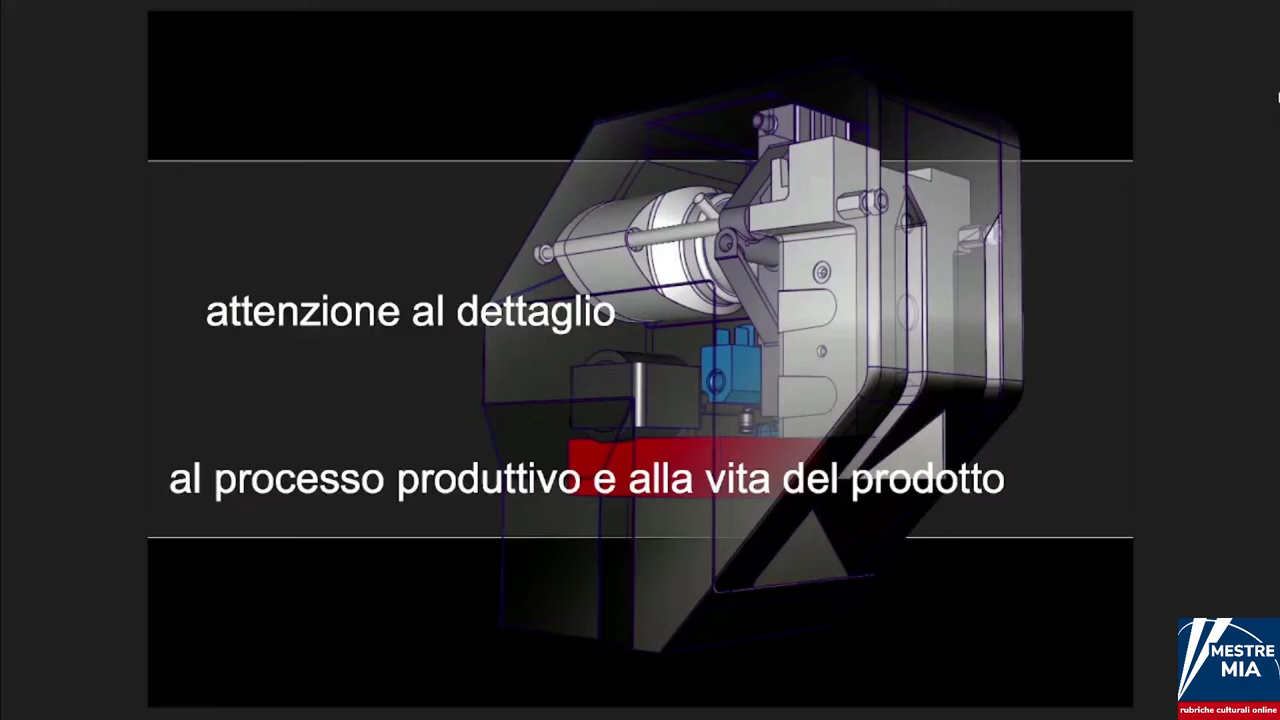 attenzione al dettaglio
al processo produttivo e alla vita del prodotto
MESTRE
MIA
rubriche culturali online